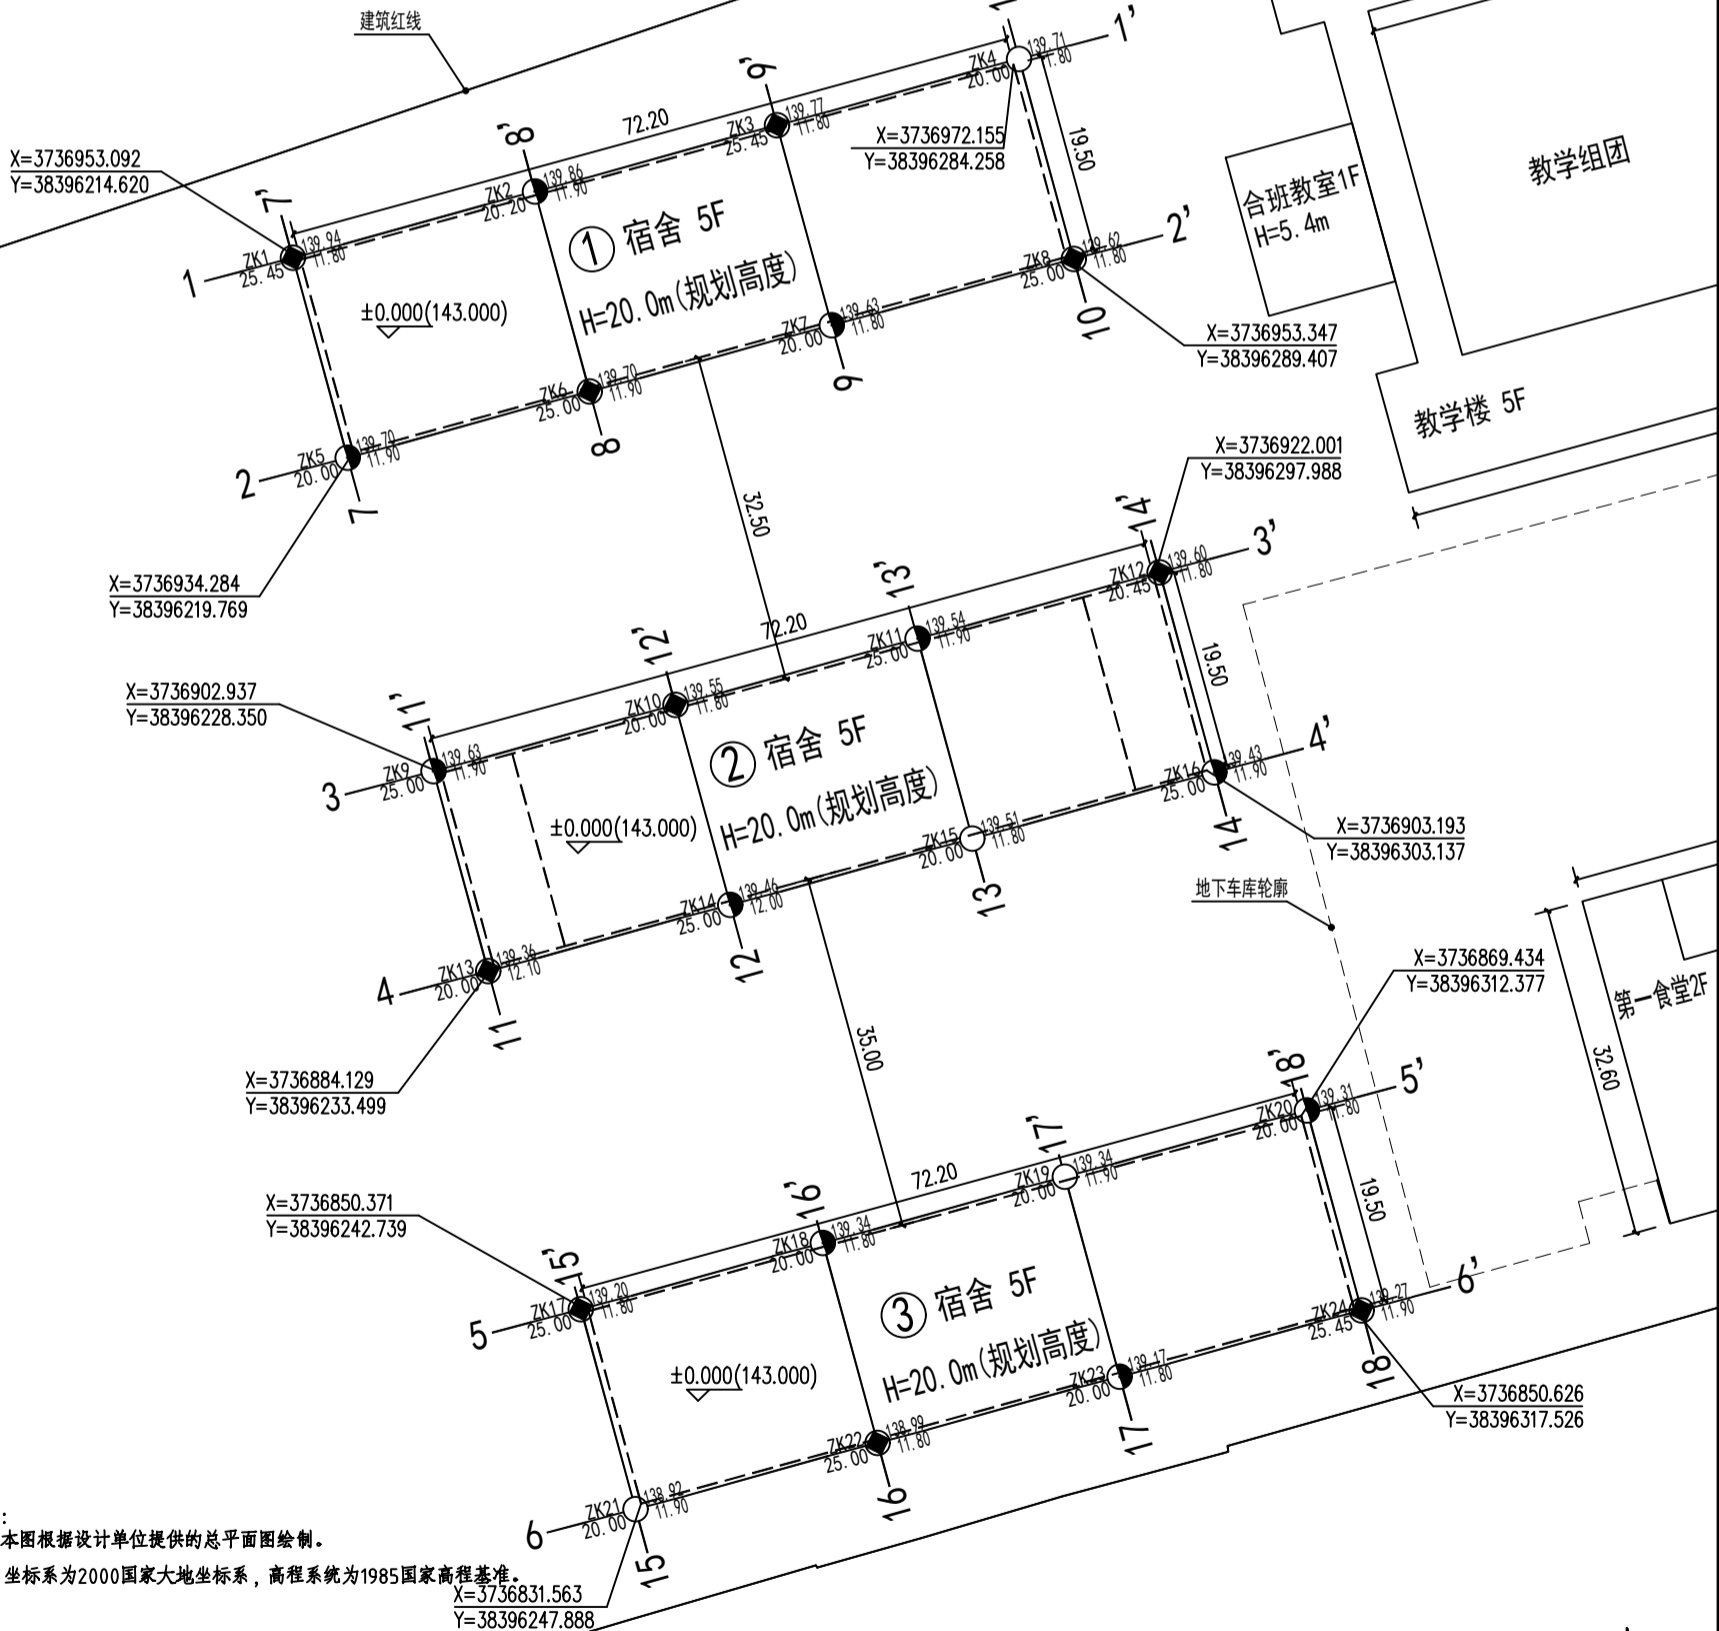 建筑红线
X=3736953.092
Y=38396214.620
7'
8'
9'
1
1'
72.20
ZK1
25.45
139.94
11.80
ZK2
20.20
139.86
11.90
ZK3
25.45
139.77
11.80
ZK4
20.00
139.71
11.80
X=3736972.155
Y=38396284.258
19.50
1
① 宿舍 5F
H=20.0m(规划高度)
±0.000(143.000)
ZK5
20.00
139.70
11.90
ZK6
25.00
139.70
11.90
ZK7
20.00
139.63
11.80
ZK8
25.00
139.62
11.80
2
2'
7
8
9
10
X=3736953.347
Y=38396289.407
X=3736934.284
Y=38396219.769
合班教室1F
H=5.4m
教学组团
教学楼 5F
32.50
X=3736922.001
Y=38396297.988
X=3736902.937
Y=38396228.350
11'
12'
13'
14'
72.20
3
3'
ZK9
25.00
139.63
11.90
ZK10
20.00
139.55
11.80
ZK11
25.00
139.54
11.90
ZK12
20.45
139.60
11.80
19.50
② 宿舍 5F
H=20.0m(规划高度)
±0.000(143.000)
ZK13
20.00
139.36
12.10
ZK14
25.00
139.46
12.00
ZK15
20.00
139.51
11.80
ZK16
25.00
139.43
11.90
4
4'
11
12
13
14
X=3736903.193
Y=38396303.137
地下车库轮廓
X=3736884.129
Y=38396233.499
35.00
X=3736869.434
Y=38396312.377
第一食堂2F
32.60
X=3736850.371
Y=38396242.739
15'
16'
17'
18'
72.20
5
5'
ZK17
25.00
139.20
11.80
ZK18
20.00
139.34
11.80
ZK19
20.00
139.34
11.90
ZK20
20.00
139.31
11.80
19.50
③ 宿舍 5F
H=20.0m(规划高度)
±0.000(143.000)
ZK21
20.00
138.92
11.90
ZK22
25.00
138.99
11.80
ZK23
20.00
139.17
11.80
ZK24
25.45
139.27
11.90
6
6'
15
16
17
18
X=3736850.626
Y=38396317.526
:
本图根据设计单位提供的总平面图绘制。
坐标系为2000国家大地坐标系，高程系统为1985国家高程基准。
X=3736831.563
Y=38396247.888